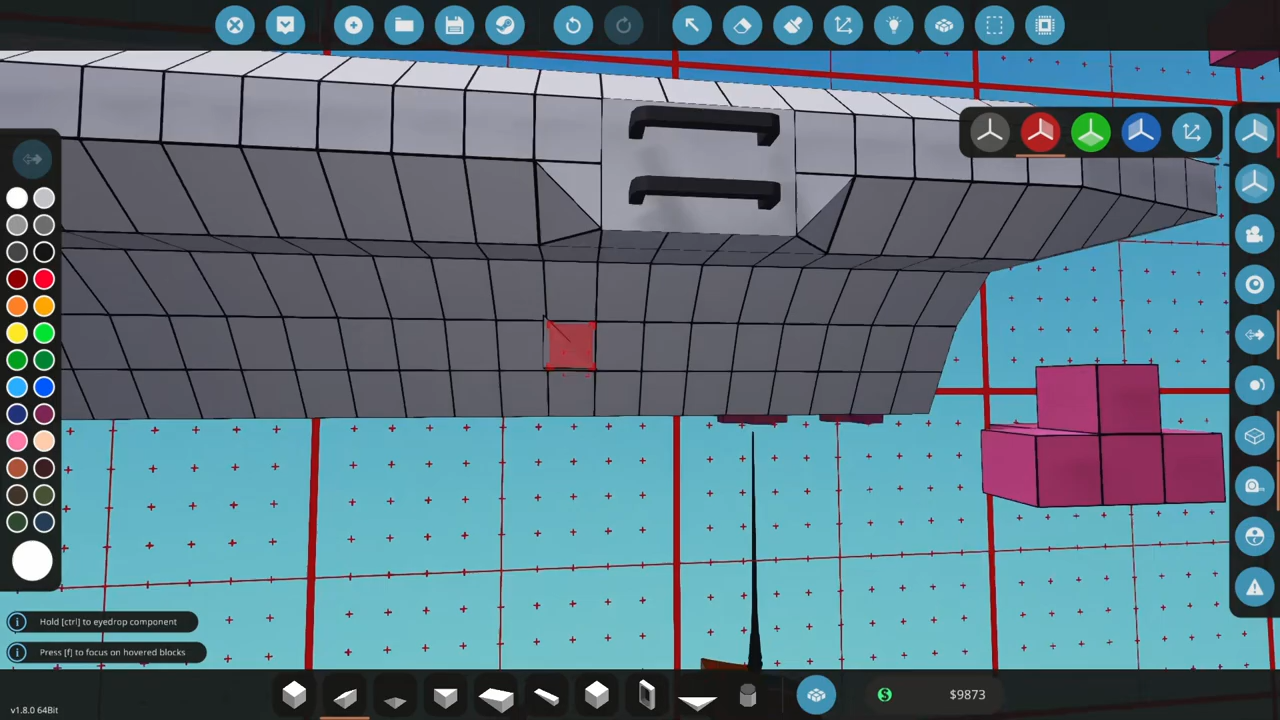 Hold [ctrl] to eyedrop component
Press [f] to focus on hovered blocks
$9873
v1.8.0 64Bit